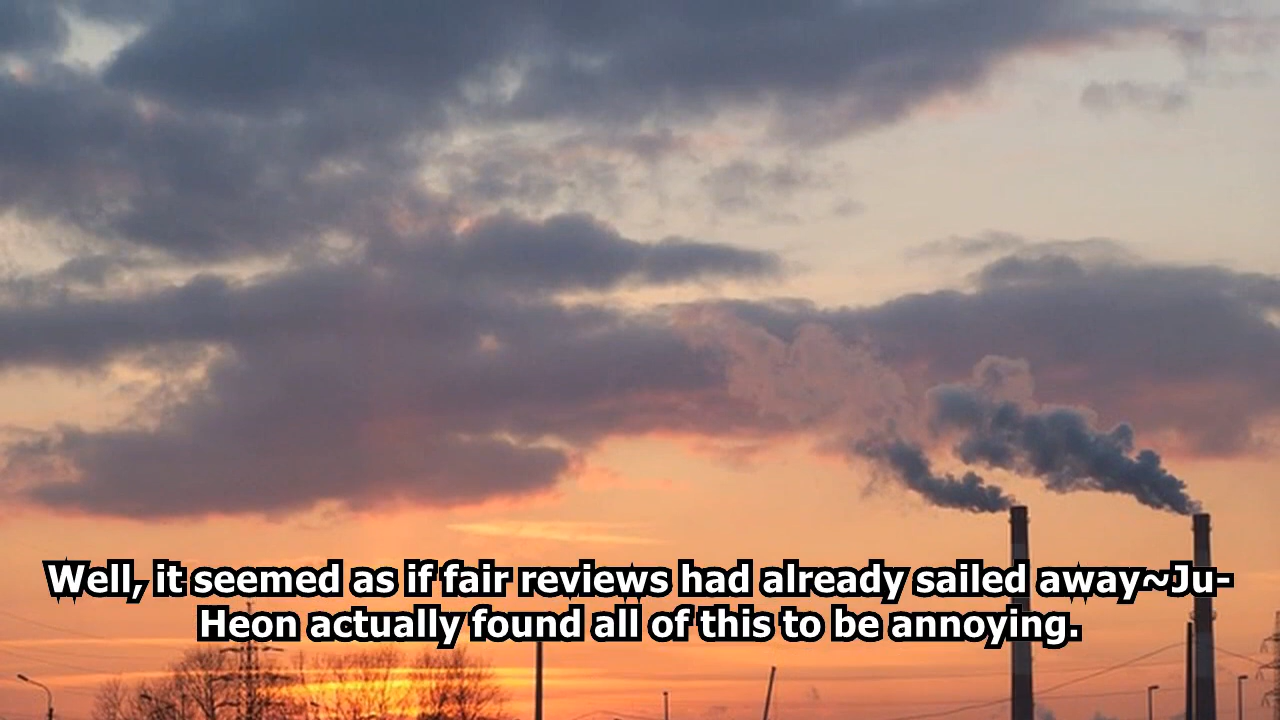 Well, it seemed as if fair reviews had already sailed away~Ju-
Heon actually found all of this to be annoying.